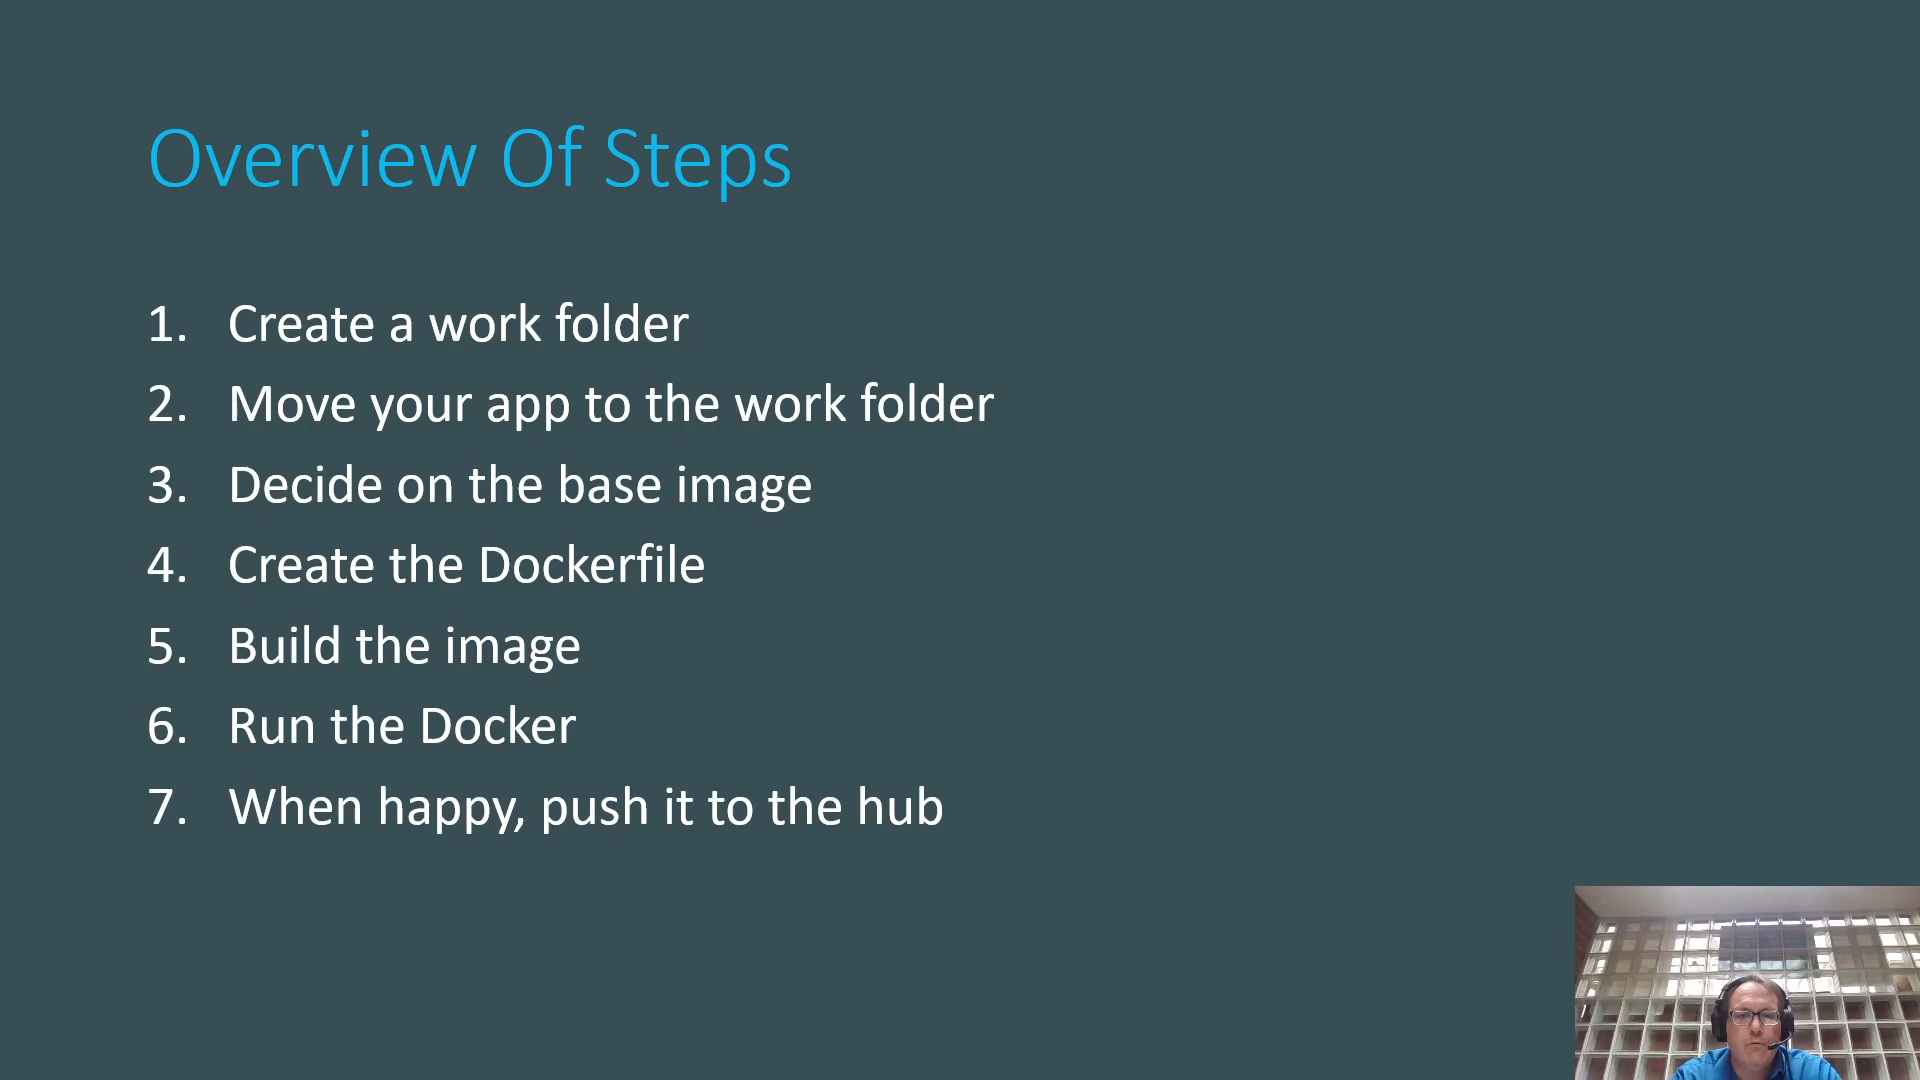 Overview Of Steps
1. Create a work folder
2. Move your app to the work folder
3. Decide on the base image
4. Create the Dockerfile
5. Build the image
6. Run the Docker
7. When happy, push it to the hub